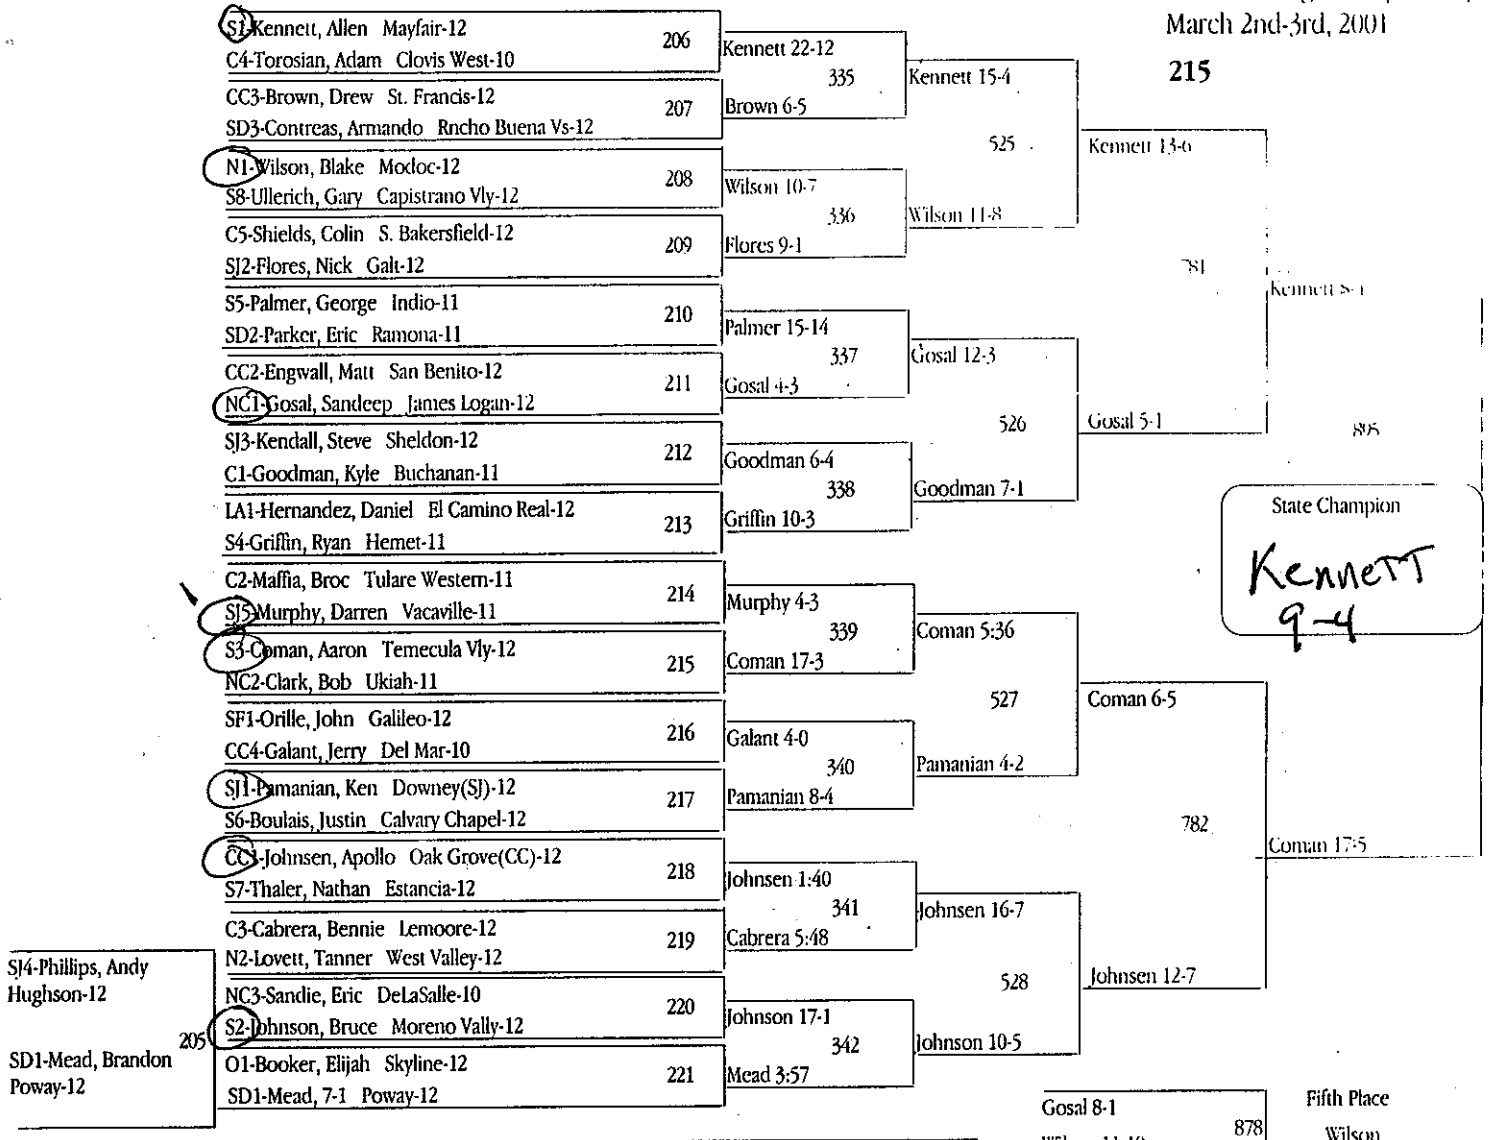 March 2nd-3rd, 2001
215
S1-Kennett, Allen Mayfair-12
206
C4-Torosian, Adam Clovis West-10
CC3-Brown, Drew St. Francis-12
207
SD3-Contreas, Armando Rncho Buena Vs-12
N1-Wilson, Blake Modoc-12
208
S8-Ullerich, Gary Capistrano Vly-12
C5-Shields, Colin S. Bakersfield-12
209
SJ2-Flores, Nick Galt-12
S5-Palmer, George Indio-11
210
SD2-Parker, Eric Ramona-11
CC2-Engwall, Matt San Benito-12
211
NC1-Gosal, Sandeep James Logan-12
SJ3-Kendall, Steve Sheldon-12
212
C1-Goodman, Kyle Buchanan-11
LA1-Hernandez, Daniel El Camino Real-12
213
S4-Griffin, Ryan Hemet-11
C2-Maffia, Broc Tulare Western-11
214
SJ5-Murphy, Darren Vacaville-11
S3-Coman, Aaron Temecula Vly-12
215
NC2-Clark, Bob Ukiah-11
SF1-Orille, John Galileo-12
216
CC4-Galant, Jerry Del Mar-10
SJ1-Pamanian, Ken Downey(SJ)-12
217
S6-Boulais, Justin Calvary Chapel-12
CC1-Johnsen, Apollo Oak Grove(CC)-12
218
S7-Thaler, Nathan Estancia-12
C3-Cabrera, Bennie Lemoore-12
219
N2-Lovett, Tanner West Valley-12
NC3-Sandie, Eric DeLaSalle-10
220
S2-Johnson, Bruce Moreno Vally-12
O1-Booker, Elijah Skyline-12
221
SD1-Mead, 7-1 Poway-12
SJ4-Phillips, Andy
Hughson-12
205
SD1-Mead, Brandon
Poway-12
Kennett 22-12
335
Brown 6-5
Wilson 10-7
336
Flores 9-1
Palmer 15-14
337
Gosal 4-3
Goodman 6-4
338
Griffin 10-3
Murphy 4-3
339
Coman 17-3
Galant 4-0
340
Pamanian 8-4
Johnsen 1:40
341
Cabrera 5:48
Johnson 17-1
342
Mead 3:57
Kennett 15-4
525
Wilson 11-8
Gosal 12-3
526
Goodman 7-1
Coman 5:36
527
Pamanian 4-2
Johnsen 16-7
528
Johnson 10-5
Kennett 13-6
781
Gosal 5-1
Coman 6-5
782
Johnsen 12-7
Kennett
895
Coman 17-5
State Champion
Kennett
9-4
Gosal 8-1
878
Fifth Place
Wilson